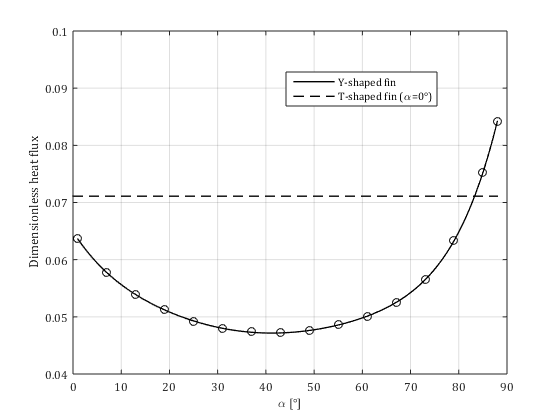 0.1
0.09
0.08
0.07
0.06
0.05
0.04
Dimensionless heat flux
Y-shaped fin
T-shaped fin (α=0°)
0 10 20 30 40 50 60 70 80 90
α [°]